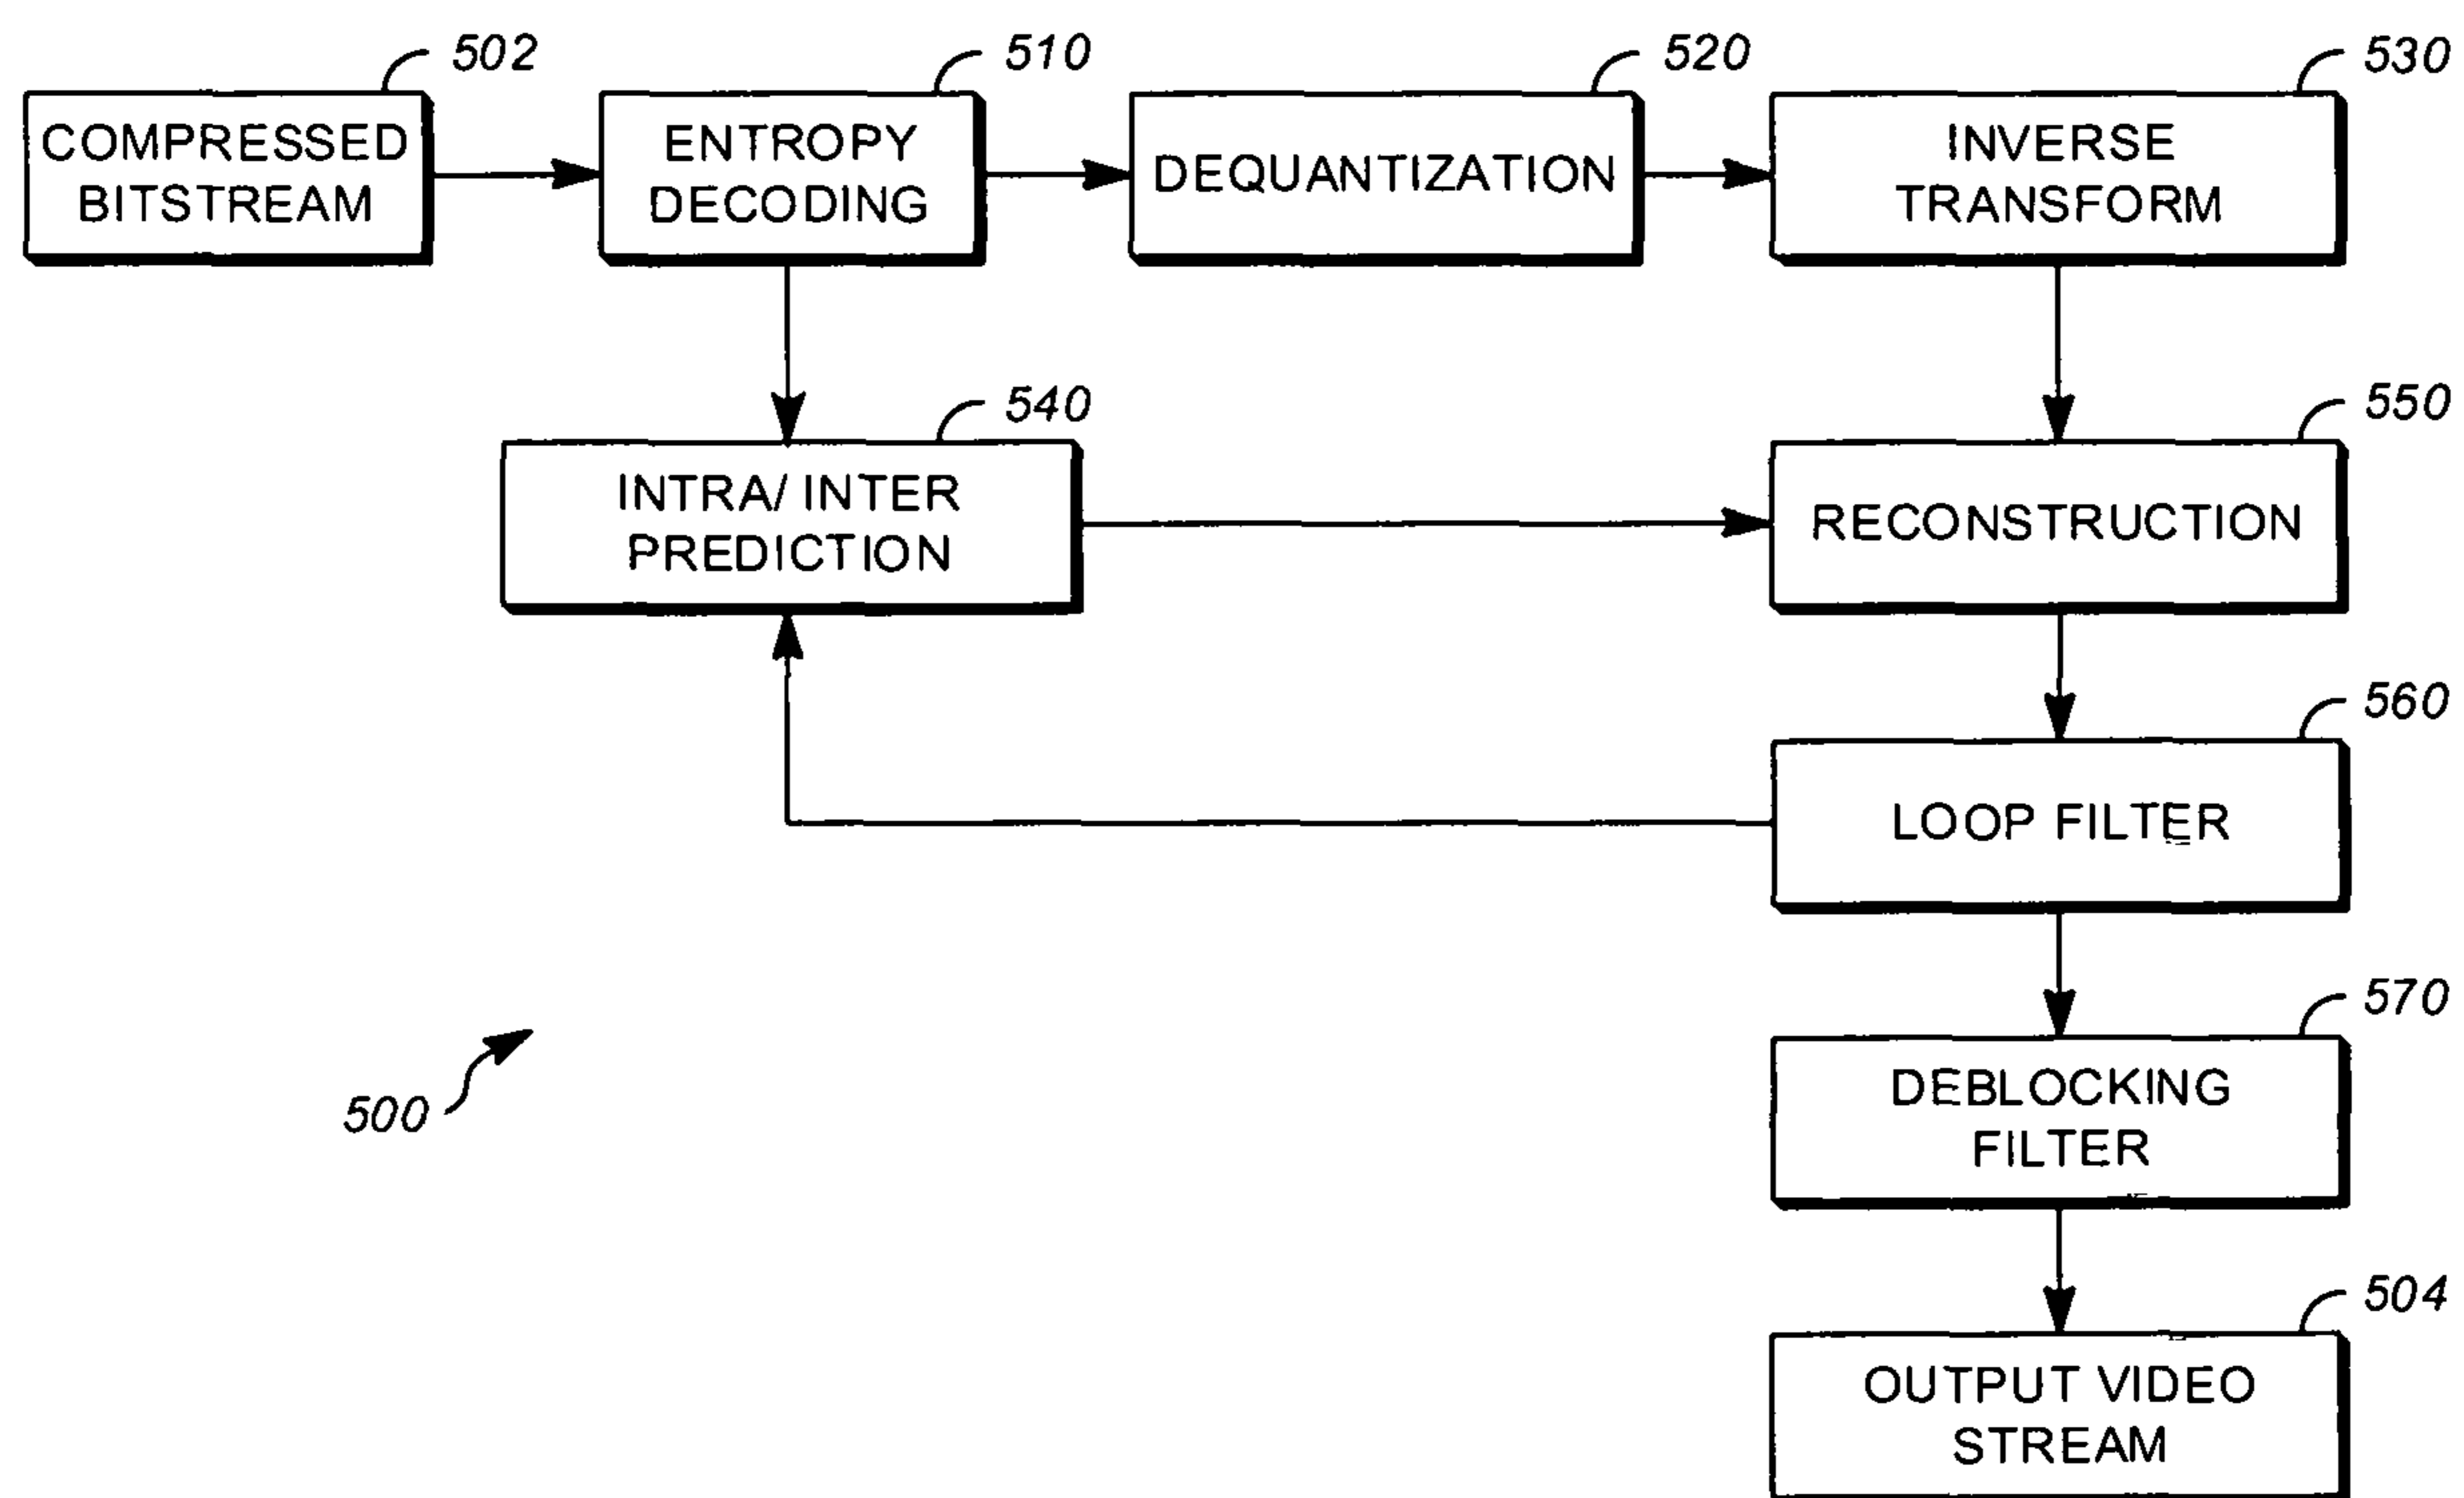 502
510
520
530
COMPRESSED
BITSTREAM
ENTROPY
DECODING
DEQUANTIZATION
INVERSE
TRANSFORM
540
550
INTRA/ INTER
PREDICTION
RECONSTRUCTION
560
LOOP FILTER
570
DEBLOCKING
FILTER
500
504
OUTPUT VIDEO
STREAM